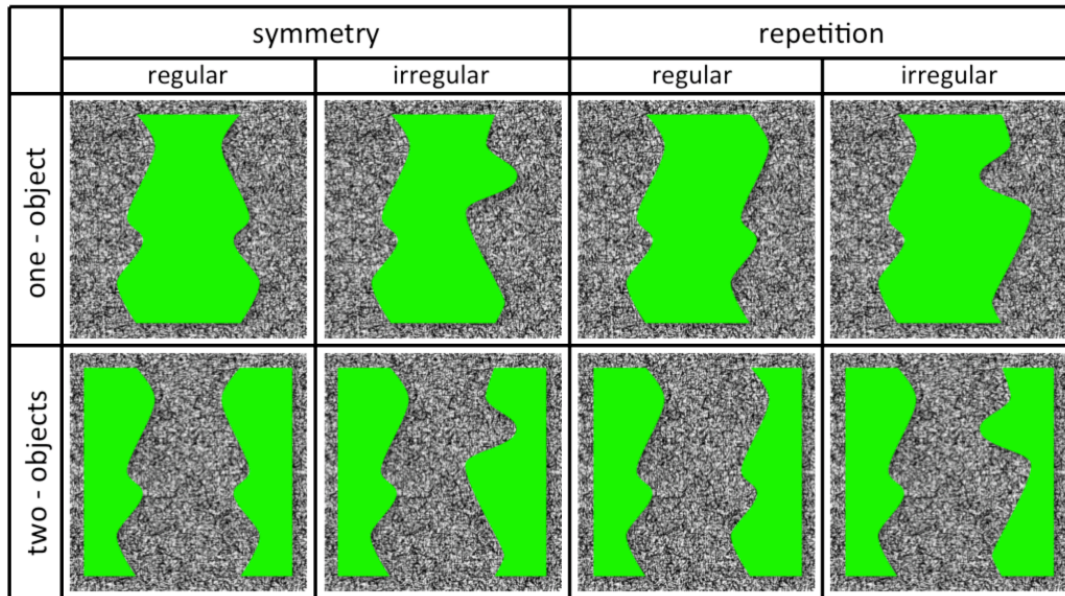 symmetry repetition
regular irregular regular irregular
one - object
two - objects